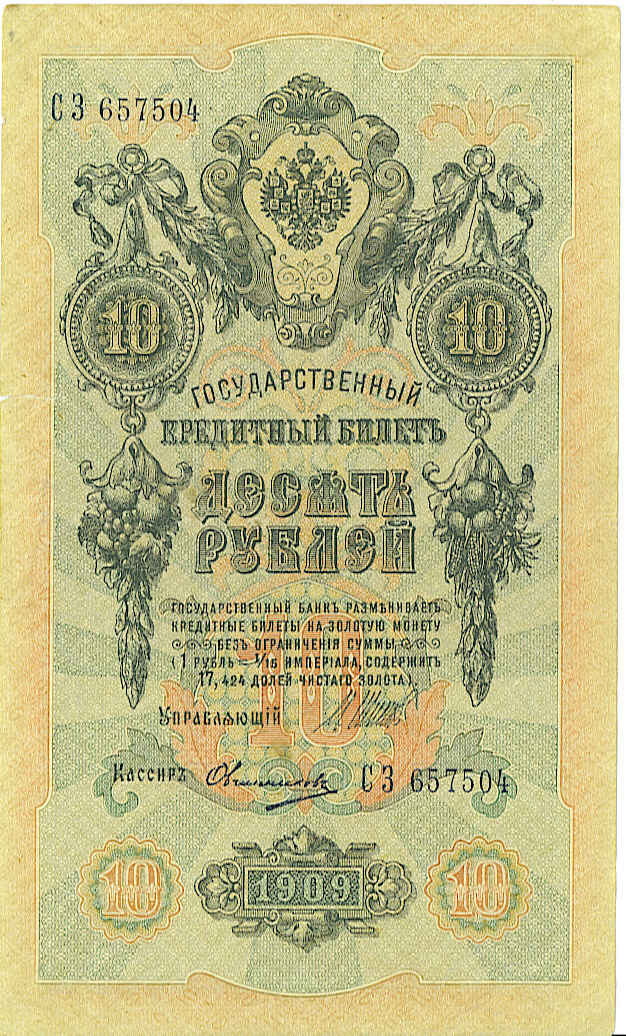 СЗ 657504
10 10
ГОСУДАРСТВЕННЫЙ
КРЕДИТНЫЙ БИЛЕТЪ
ДЕСЯТЬ
РУБЛЕЙ
ГОСУДАРСТВЕННЫЙ БАНКЪ РАЗМѢНИВАЕТЪ
КРЕДИТНЫЕ БИЛЕТЫ НА ЗОЛОТУЮ МОНЕТУ
БЕЗЪ ОГРАНИЧЕНІЯ СУММЫ
(1 РУБЛЬ = 1/15 ИМПЕРІАЛА, СОДЕРЖИТЪ
17,424 ДОЛЕЙ ЧИСТАГО ЗОЛОТА).
10
УПРАВЛЯЮЩІЙ
КАССИРЪ Овчинниковъ СЗ 657504
10 1909 10